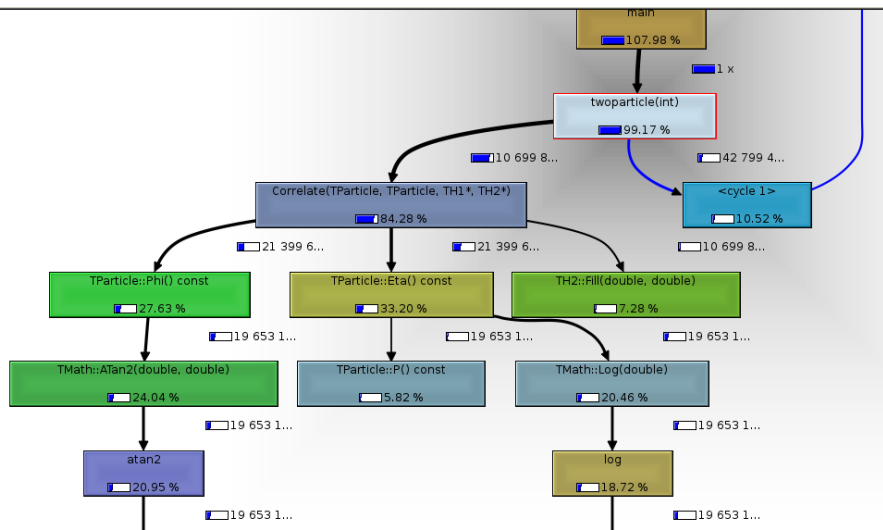 main
107.98 %
1 x
twoparticle(int)
99.17 %
10 699 8...
42 799 4...
Correlate(TParticle, TParticle, TH1*, TH2*)
84.28 %
<cycle 1>
10.52 %
21 399 6...
21 399 6...
10 699 8...
TParticle::Phi() const
27.63 %
TParticle::Eta() const
33.20 %
TH2::Fill(double, double)
7.28 %
19 653 1...
19 653 1...
19 653 1...
TMath::ATan2(double, double)
24.04 %
TParticle::P() const
5.82 %
TMath::Log(double)
20.46 %
19 653 1...
19 653 1...
atan2
20.95 %
log
18.72 %
19 653 1...
19 653 1...